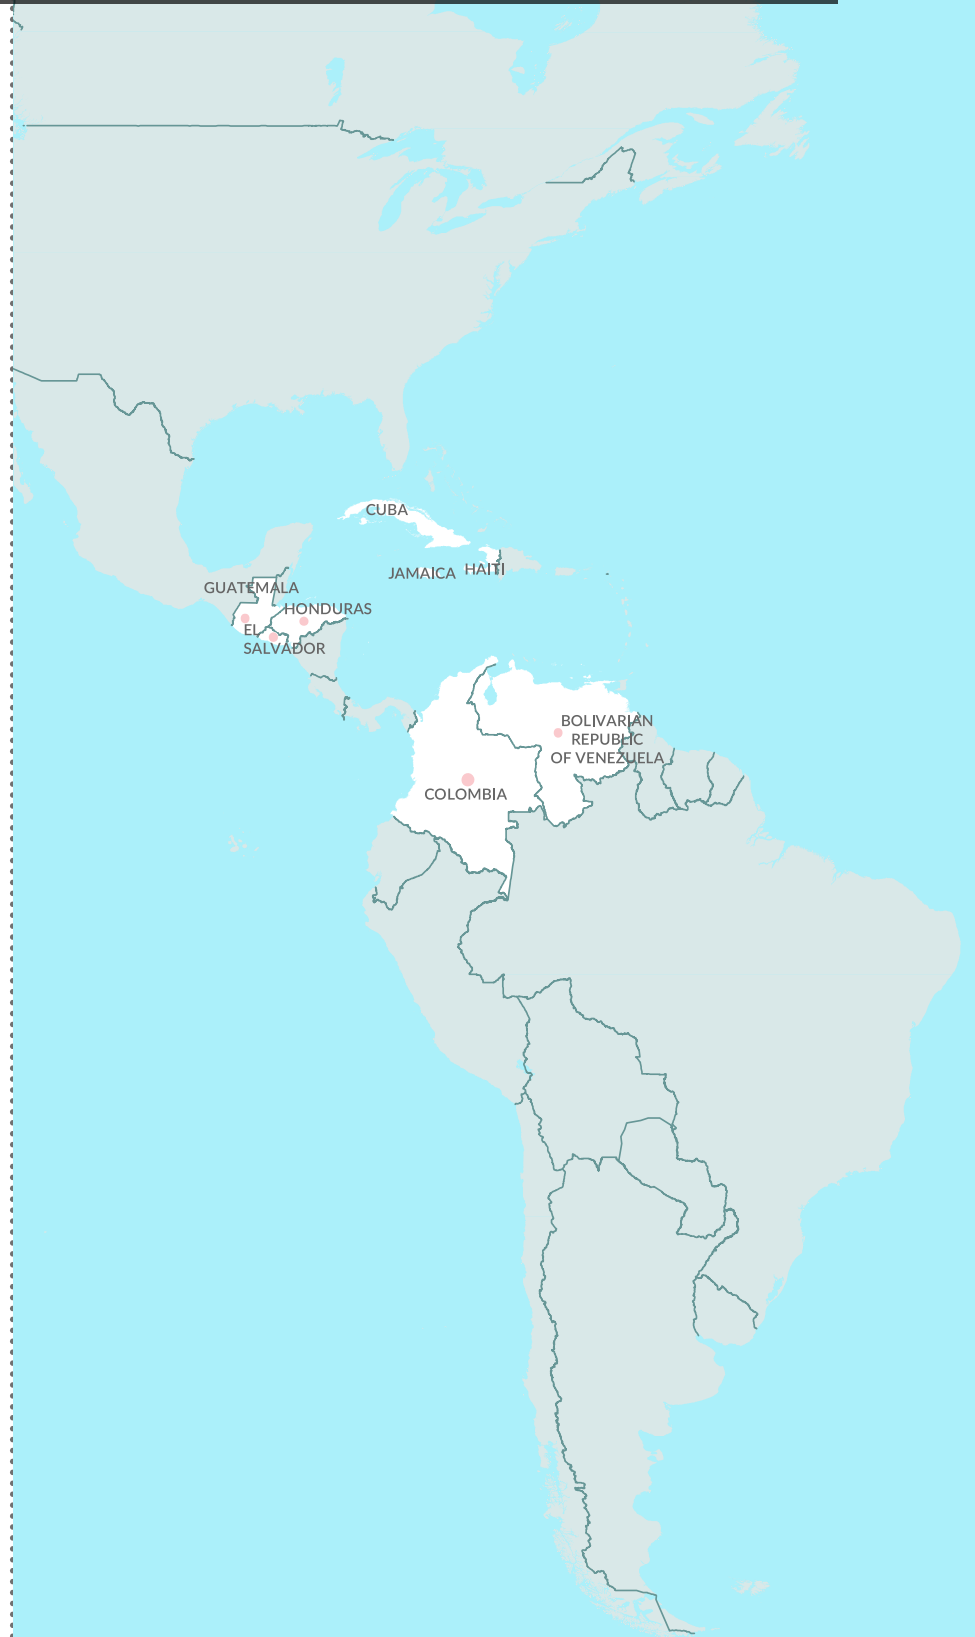 CUBA
JAMAICA
HAITI
GUATEMALA
HONDURAS
EL
SALVADOR
BOLIVARIAN
REPUBLIC
OF VENEZUELA
COLOMBIA